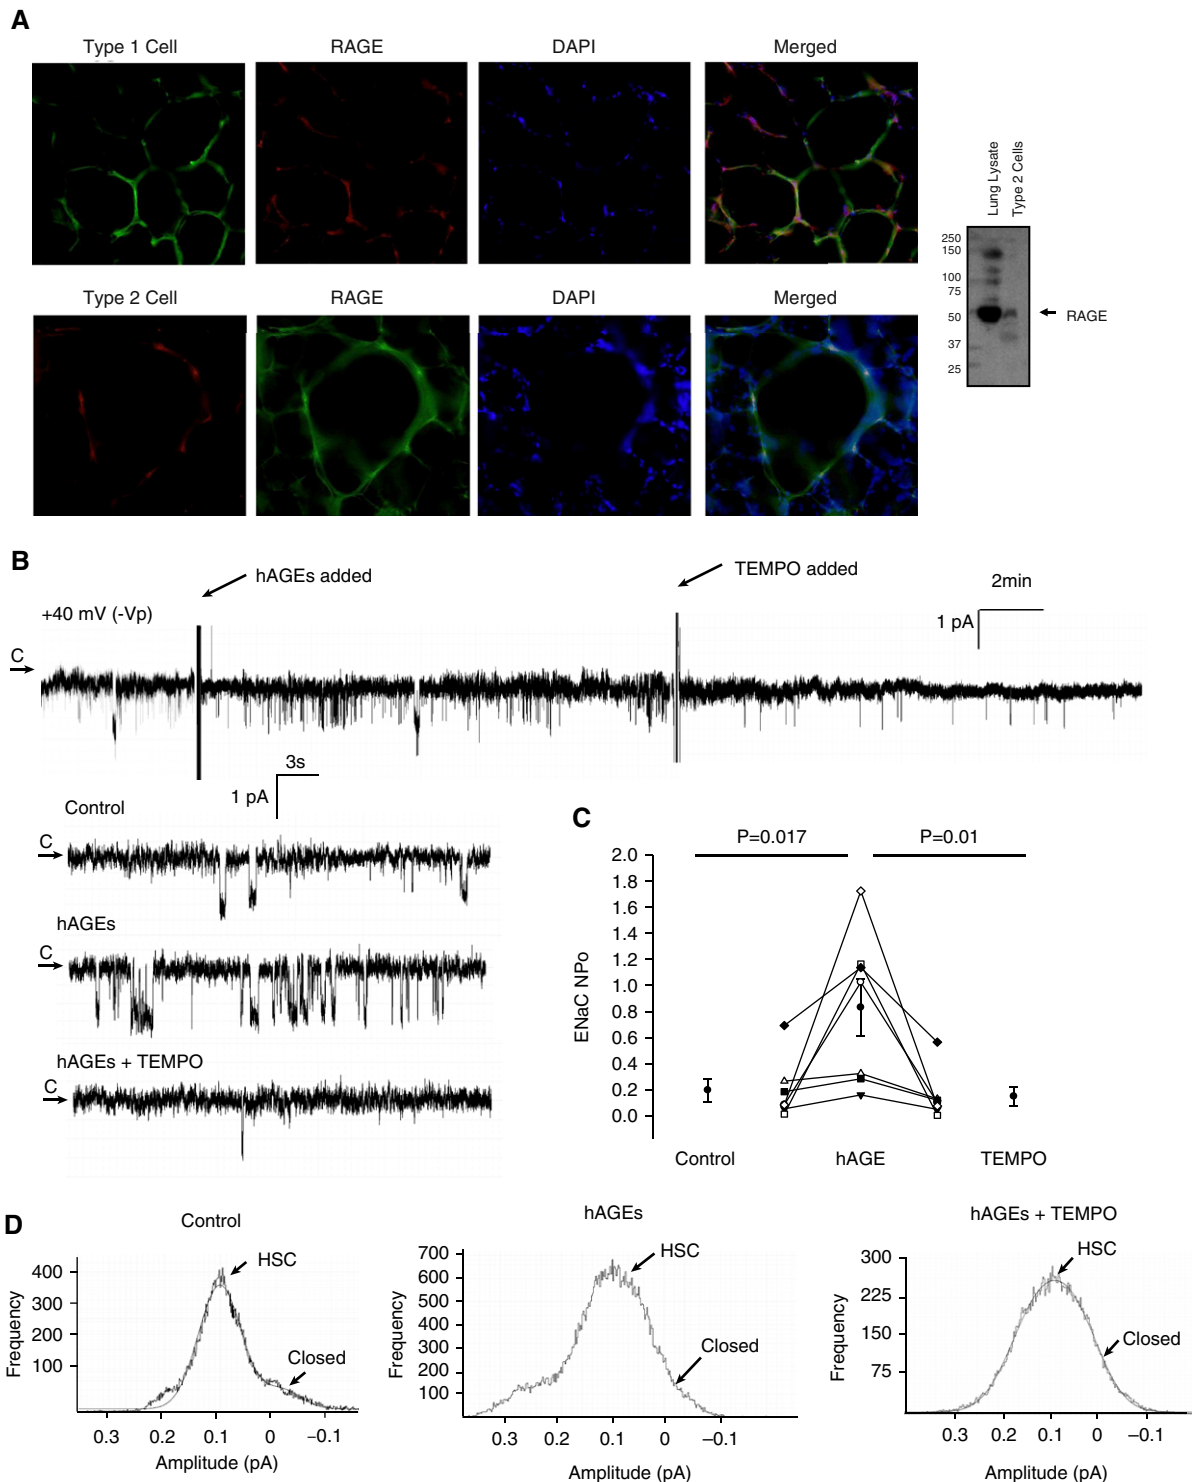 A
Type 1 Cell
RAGE
DAPI
Merged
Lung Lysate
Type 2 Cells
250
150
100
75
50
37
25
RAGE
Type 2 Cell
RAGE
DAPI
Merged
B
hAGEs added
TEMPO added
2min
1 pA
+40 mV (-Vp)
C
3s
1 pA
Control
C
hAGEs
C
hAGEs + TEMPO
C
C
P=0.017
P=0.01
ENaC NPo
2.0
1.8
1.6
1.4
1.2
1.0
0.8
0.6
0.4
0.2
0.0
Control
hAGE
TEMPO
D
Control
Frequency
400
300
200
100
HSC
Closed
0.3
0.2
0.1
0
–0.1
Amplitude (pA)
hAGEs
Frequency
700
600
500
400
300
200
100
HSC
Closed
0.3
0.2
0.1
0
–0.1
Amplitude (pA)
hAGEs + TEMPO
Frequency
300
225
150
75
HSC
Closed
0.3
0.2
0.1
0
–0.1
Amplitude (pA)